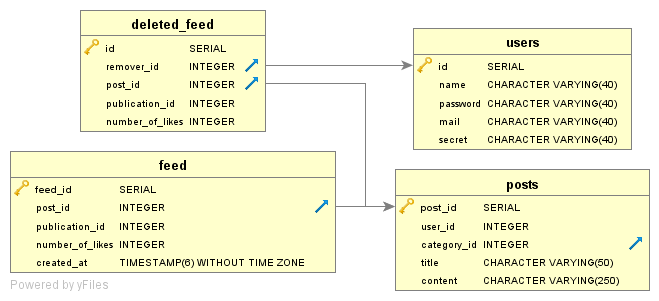 deleted_feed
id SERIAL
remover_id INTEGER
post_id INTEGER
publication_id INTEGER
number_of_likes INTEGER
users
id SERIAL
name CHARACTER VARYING(40)
password CHARACTER VARYING(40)
mail CHARACTER VARYING(40)
secret CHARACTER VARYING(40)
feed
feed_id SERIAL
post_id INTEGER
publication_id INTEGER
number_of_likes INTEGER
created_at TIMESTAMP(6) WITHOUT TIME ZONE
posts
post_id SERIAL
user_id INTEGER
category_id INTEGER
title CHARACTER VARYING(50)
content CHARACTER VARYING(250)
Powered by yFiles